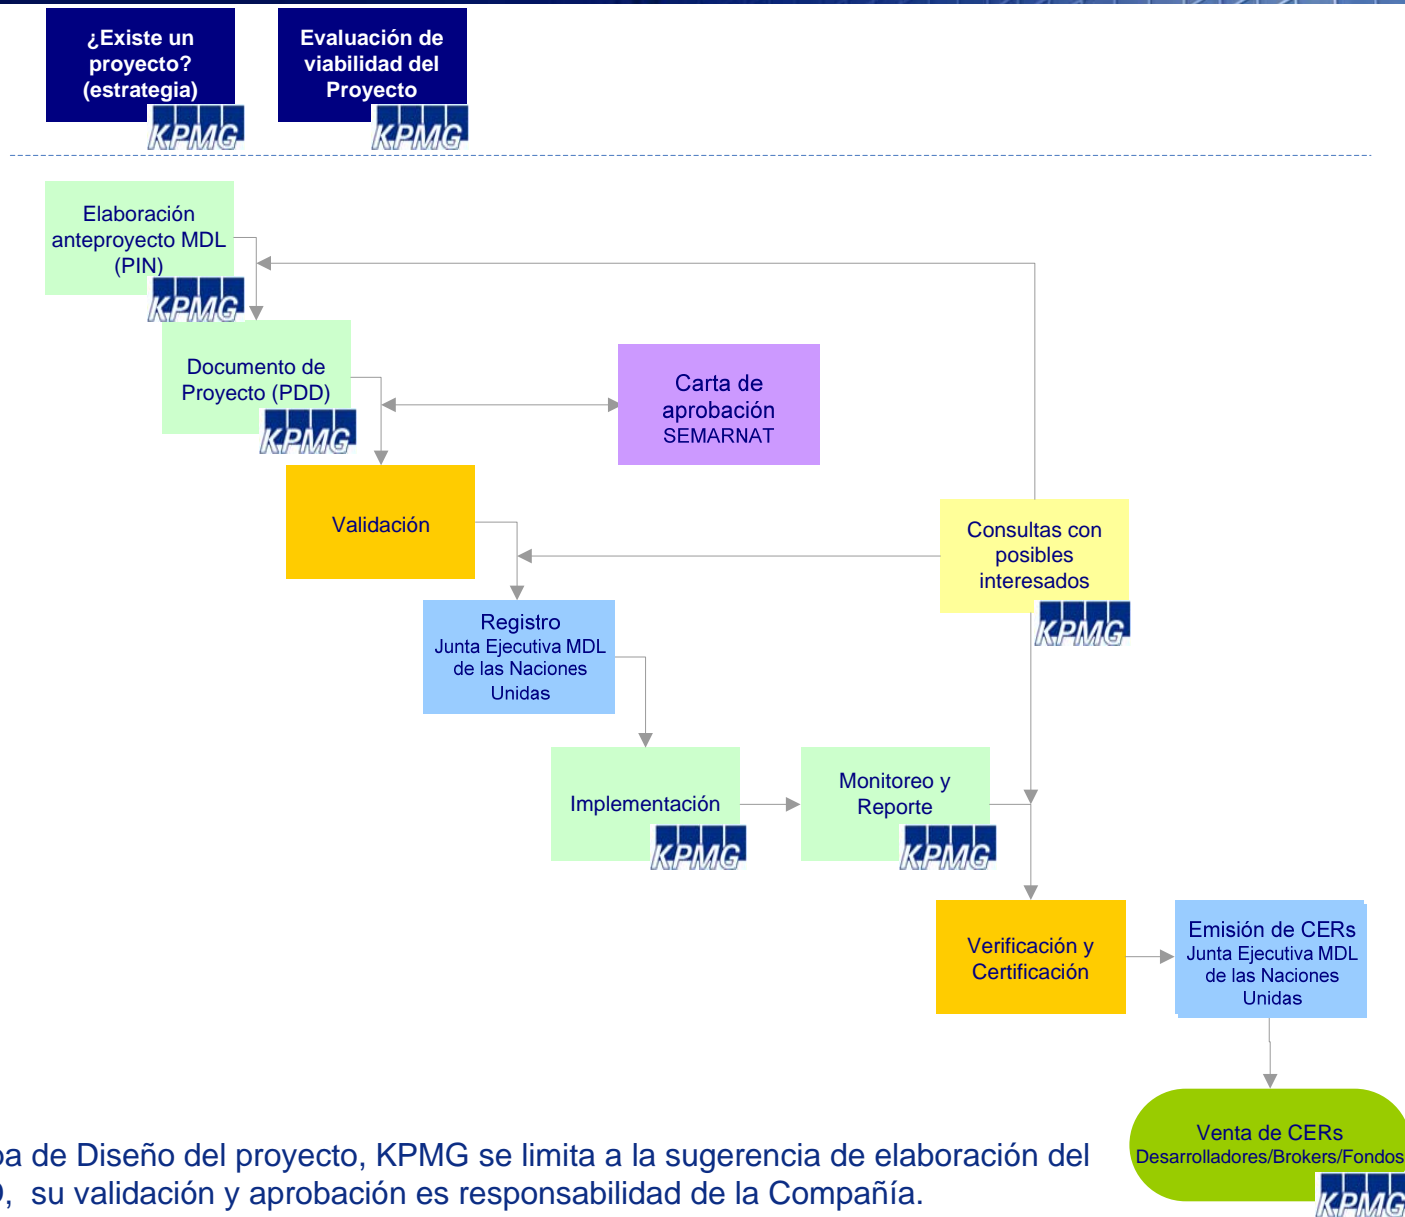 ¿Existe un
proyecto?
(estrategia)
KPMG
Evaluación de
viabilidad del
Proyecto
KPMG
Elaboración
anteproyecto MDL
(PIN)
KPMG
Documento de
Proyecto (PDD)
KPMG
Carta de
aprobación
SEMARNAT
Validación
Consultas con
posibles
interesados
KPMG
Registro
Junta Ejecutiva MDL
de las Naciones
Unidas
Implementación
KPMG
Monitoreo y
Reporte
KPMG
Verificación y
Certificación
Emisión de CERs
Junta Ejecutiva MDL
de las Naciones
Unidas
Venta de CERs
Desarrolladores/Brokers/Fondos
KPMG
de Diseño del proyecto, KPMG se limita a la sugerencia de elaboración del
su validación y aprobación es responsabilidad de la Compañía.